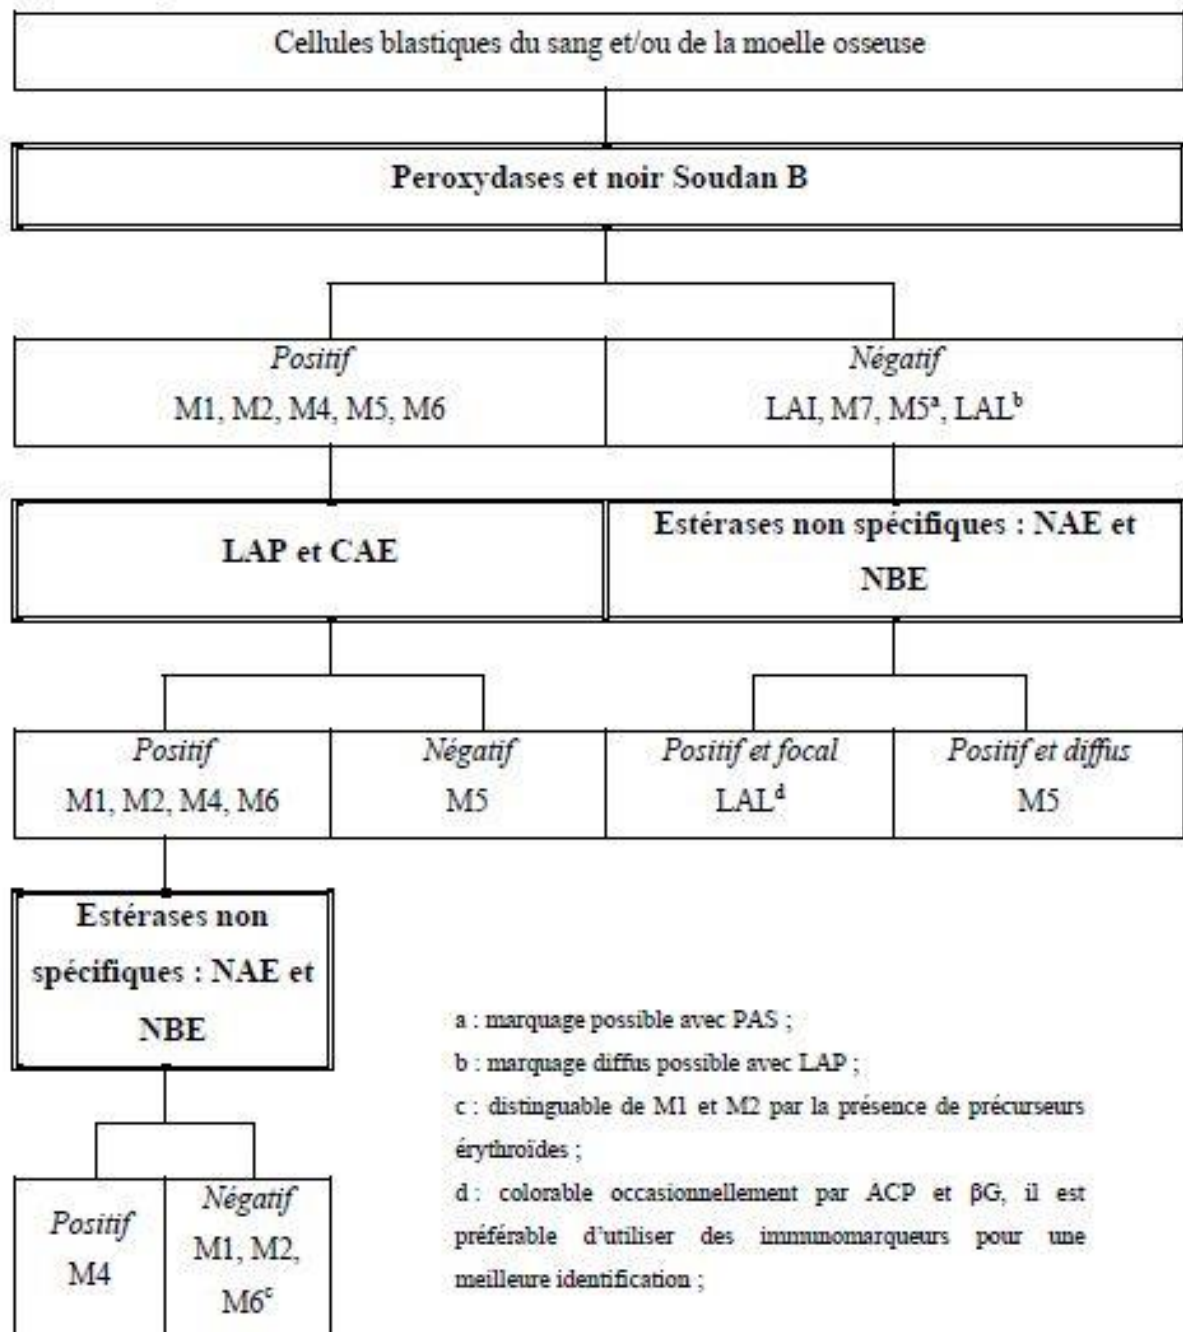 Cellules blastiques du sang et/ou de la moelle osseuse
Peroxydases et noir Soudan B
Positif
M1, M2, M4, M5, M6
Négatif
LAI, M7, M5ᵃ, LALᵇ
LAP et CAE
Estérases non spécifiques : NAE et
NBE
Positif
M1, M2, M4, M6
Négatif
M5
Positif et focal
LALᵈ
Positif et diffus
M5
Estérases non
spécifiques : NAE et
NBE
Positif
M4
Négatif
M1, M2,
M6ᶜ
a : marquage possible avec PAS ;
b : marquage diffus possible avec LAP ;
c : distinguable de M1 et M2 par la présence de précurseurs
érythroïdes ;
d : colorable occasionnellement par ACP et βG, il est
préférable d'utiliser des immunomarqueurs pour une
meilleure identification ;